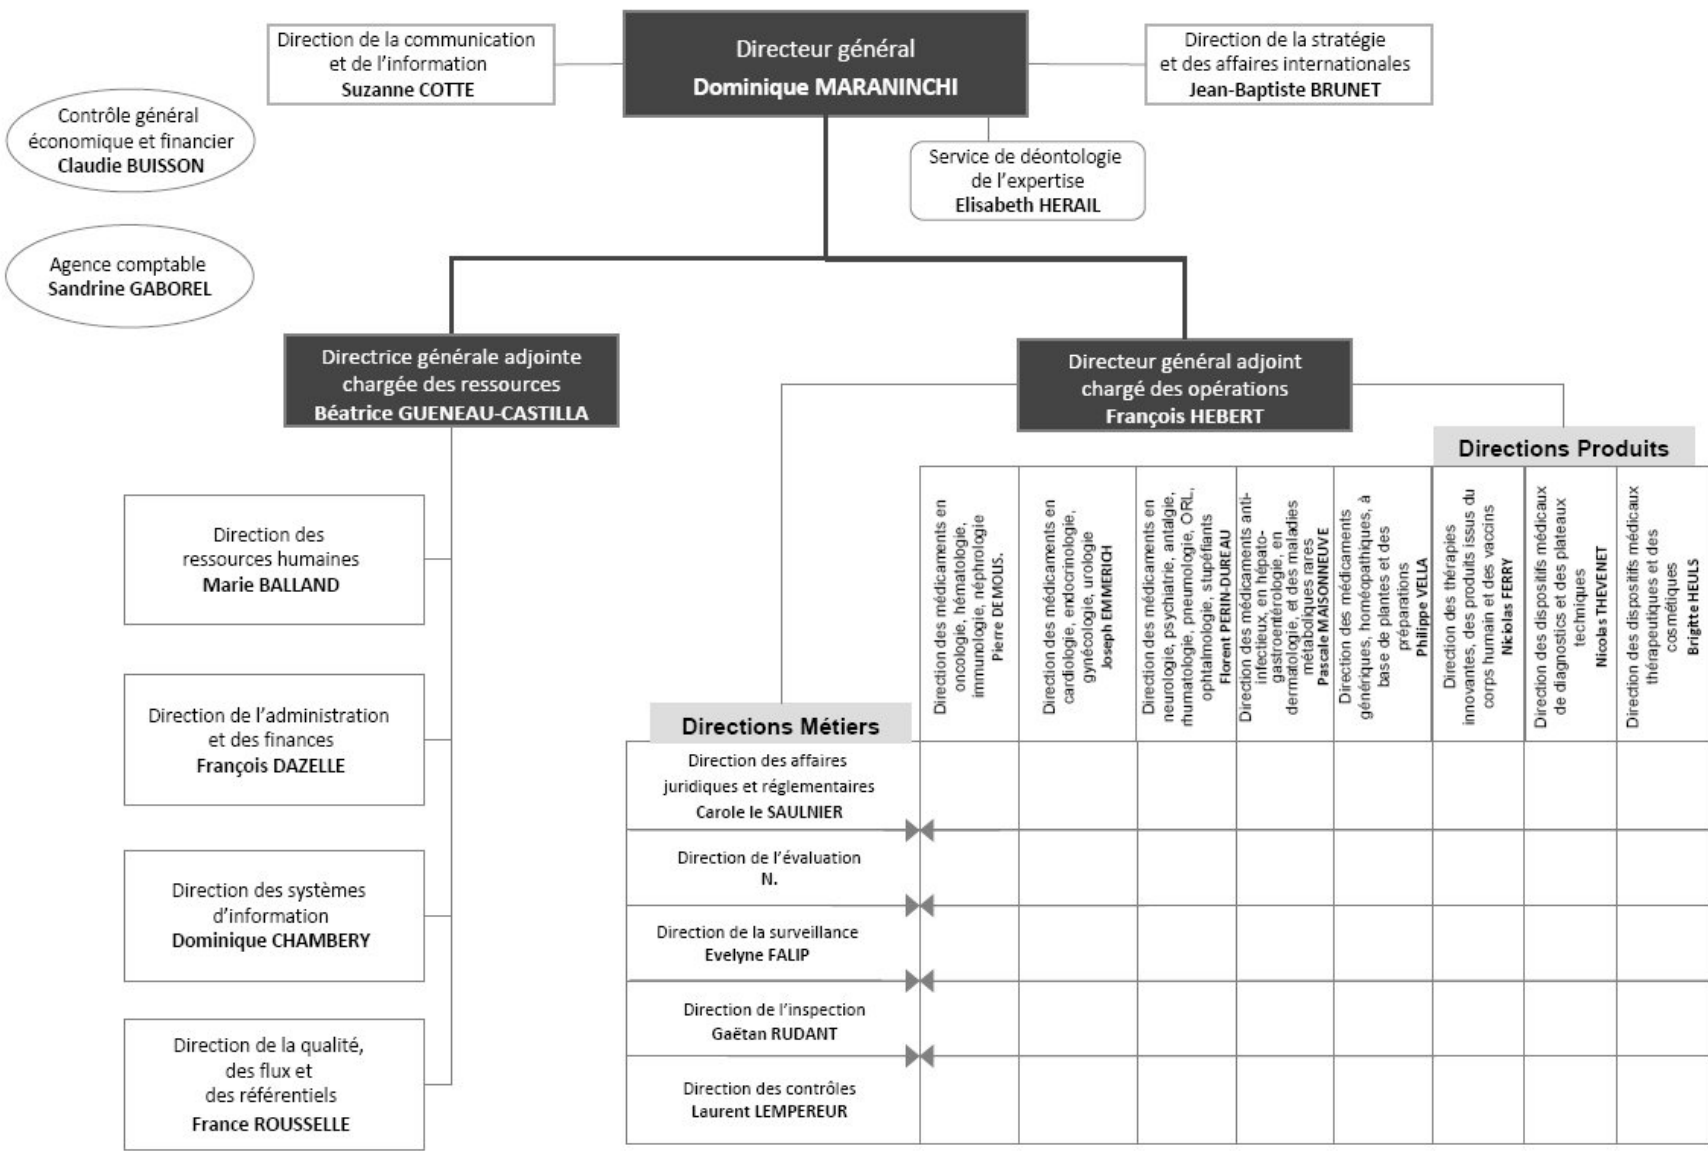 Direction de la communication
et de l'information
Suzanne COTTE
Directeur général
Dominique MARANINCHI
Direction de la stratégie
et des affaires internationales
Jean-Baptiste BRUNET
Contrôle général
économique et financier
Claudie BUISSON
Service de déontologie
de l'expertise
Elisabeth HERAIL
Agence comptable
Sandrine GABOREL
Directrice générale adjointe
chargée des ressources
Béatrice GUENEAU-CASTILLA
Directeur général adjoint
chargé des opérations
François HEBERT
Direction des
ressources humaines
Marie BALLAND
Direction de l'administration
et des finances
François DAZELLE
Direction des systèmes
d'information
Dominique CHAMBERY
Direction de la qualité,
des flux et
des référentiels
France ROUSSELLE
Directions Produits
Direction des médicaments en
oncologie, hématologie,
immunologie, néphrologie
Pierre DEMOLIS.
Direction des médicaments en
cardiologie, endocrinologie,
gynécologie, urologie
Joseph EMMERICH
Direction des médicaments en
neurologie, psychiatrie, antalgie,
rhumatologie, pneumologie, ORL,
ophtalmologie, stupéfiants
Florent PERIN-DUREAU
Direction des médicaments anti-
infectieux, en hépato-
gastroentérologie, en
dermatologie, et des maladies
métaboliques rares
Pascale MAISONNEUVE
Direction des médicaments
génériques, homéopathiques, à
base de plantes et des
préparations
Philippe VELLA
Direction des thérapies
innovantes, des produits issus du
corps humain et des vaccins
Niciolas FERRY
Direction des dispositifs médicaux
de diagnostics et des plateaux
techniques
Nicolas THEVENET
Direction des dispositifs médicaux
thérapeutiques et des
cosmétiques
Brigitte HEULS
Directions Métiers
Direction des affaires
juridiques et réglementaires
Carole le SAULNIER
Direction de l'évaluation
N.
Direction de la surveillance
Evelyne FALIP
Direction de l'inspection
Gaëtan RUDANT
Direction des contrôles
Laurent LEMPEREUR